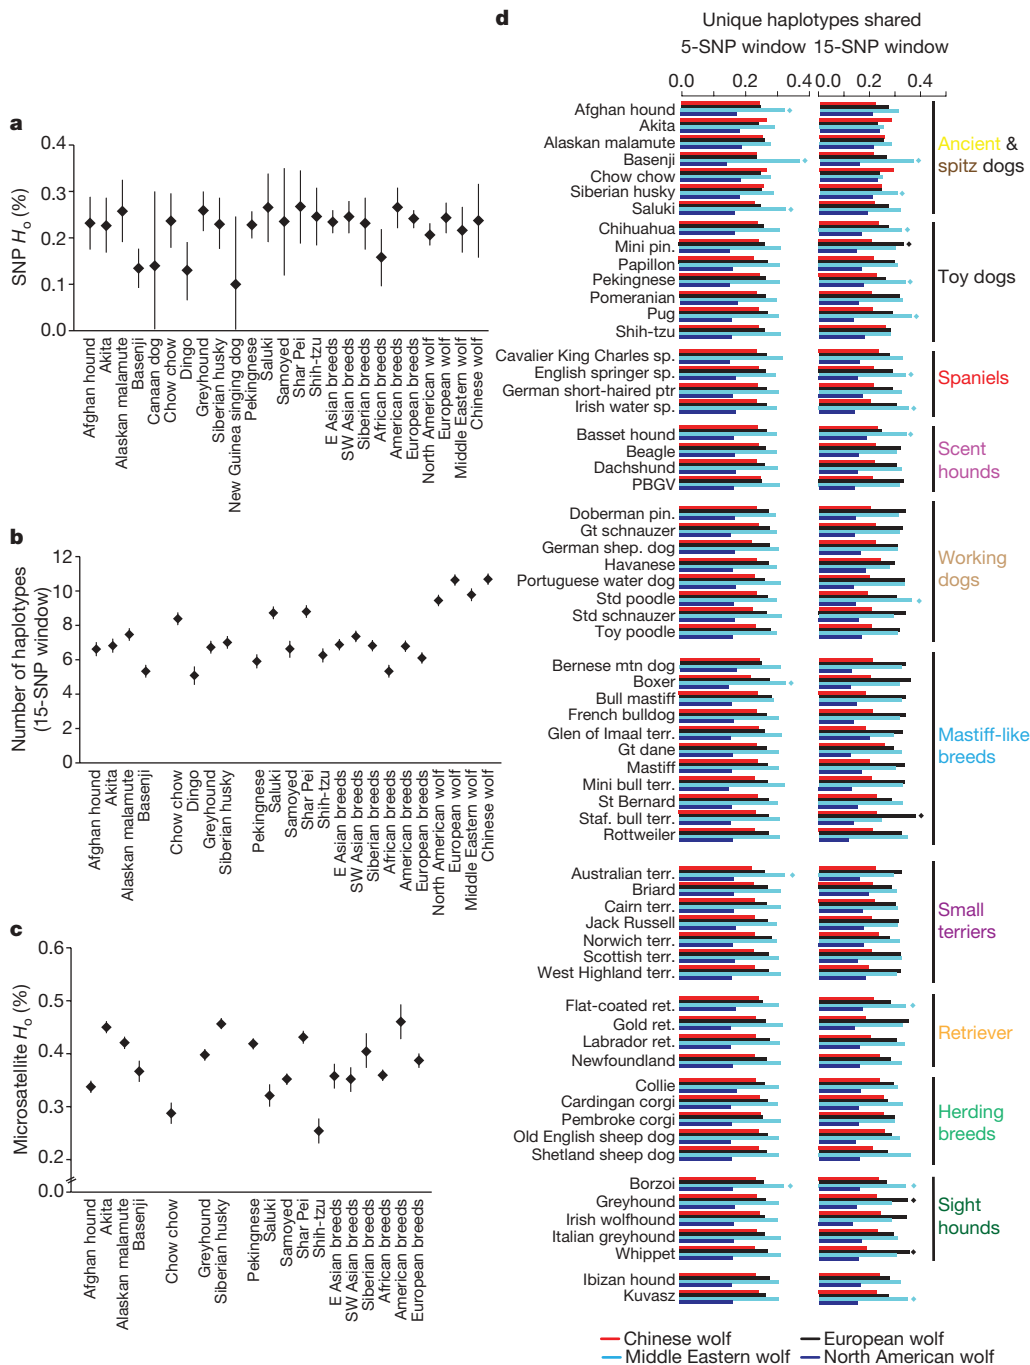 a
SNP Ho (%)
0.4
0.3
0.2
0.1
0.0
Afghan hound
Akita
Alaskan malamute
Basenji
Canaan dog
Chow chow
Dingo
Greyhound
Siberian husky
New Guinea singing dog
Pekingnese
Saluki
Samoyed
Shar Pei
Shih-tzu
E Asian breeds
SW Asian breeds
Siberian breeds
African breeds
American breeds
European breeds
North American wolf
European wolf
Middle Eastern wolf
Chinese wolf
b
Number of haplotypes
(15-SNP window)
12
10
8
6
4
2
0
Afghan hound
Akita
Alaskan malamute
Basenji
Chow chow
Dingo
Greyhound
Siberian husky
Pekingnese
Saluki
Samoyed
Shar Pei
Shih-tzu
E Asian breeds
SW Asian breeds
Siberian breeds
African breeds
American breeds
European breeds
North American wolf
European wolf
Middle Eastern wolf
Chinese wolf
c
Microsatellite Ho (%)
0.6
0.5
0.4
0.3
0.2
0.0
Afghan hound
Akita
Alaskan malamute
Basenji
Chow chow
Greyhound
Siberian husky
Pekingnese
Saluki
Samoyed
Shar Pei
Shih-tzu
E Asian breeds
SW Asian breeds
Siberian breeds
African breeds
American breeds
European breeds
d
Unique haplotypes shared
5-SNP window 15-SNP window
0.0 0.2 0.4 0.0 0.2 0.4
Afghan hound
Akita
Alaskan malamute
Basenji
Chow chow
Siberian husky
Saluki
Ancient &
spitz dogs
Chihuahua
Mini pin.
Papillon
Pekingnese
Pomeranian
Pug
Shih-tzu
Toy dogs
Cavalier King Charles sp.
English springer sp.
German short-haired ptr
Irish water sp.
Spaniels
Basset hound
Beagle
Dachshund
PBGV
Scent
hounds
Doberman pin.
Gt schnauzer
German shep. dog
Havanese
Portuguese water dog
Std poodle
Std schnauzer
Toy poodle
Working
dogs
Bernese mtn dog
Boxer
Bull mastiff
French bulldog
Glen of Imaal terr.
Gt dane
Mastiff
Mini bull terr.
St Bernard
Staf. bull terr.
Rottweiler
Mastiff-like
breeds
Australian terr.
Briard
Cairn terr.
Jack Russell
Norwich terr.
Scottish terr.
West Highland terr.
Small
terriers
Flat-coated ret.
Gold ret.
Labrador ret.
Newfoundland
Retriever
Collie
Cardingan corgi
Pembroke corgi
Old English sheep dog
Shetland sheep dog
Herding
breeds
Borzoi
Greyhound
Irish wolfhound
Italian greyhound
Whippet
Sight
hounds
Ibizan hound
Kuvasz
Chinese wolf
European wolf
Middle Eastern wolf
North American wolf